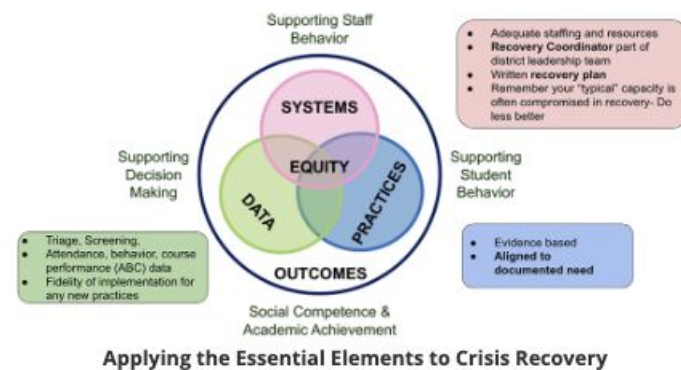 Supporting Staff
Behavior
• Adequate staffing and resources
• Recovery Coordinator part of
district leadership team
• Written recovery plan
• Remember your "typical" capacity is
often compromised in recovery- Do
less better
SYSTEMS
Supporting
Decision
Making
EQUITY
Supporting
Student
Behavior
DATA
PRACTICES
• Triage, Screening,
• Attendance, behavior, course
performance (ABC) data
• Fidelity of implementation for
any new practices
• Evidence based
• Aligned to
documented need
OUTCOMES
Social Competence &
Academic Achievement
Applying the Essential Elements to Crisis Recovery